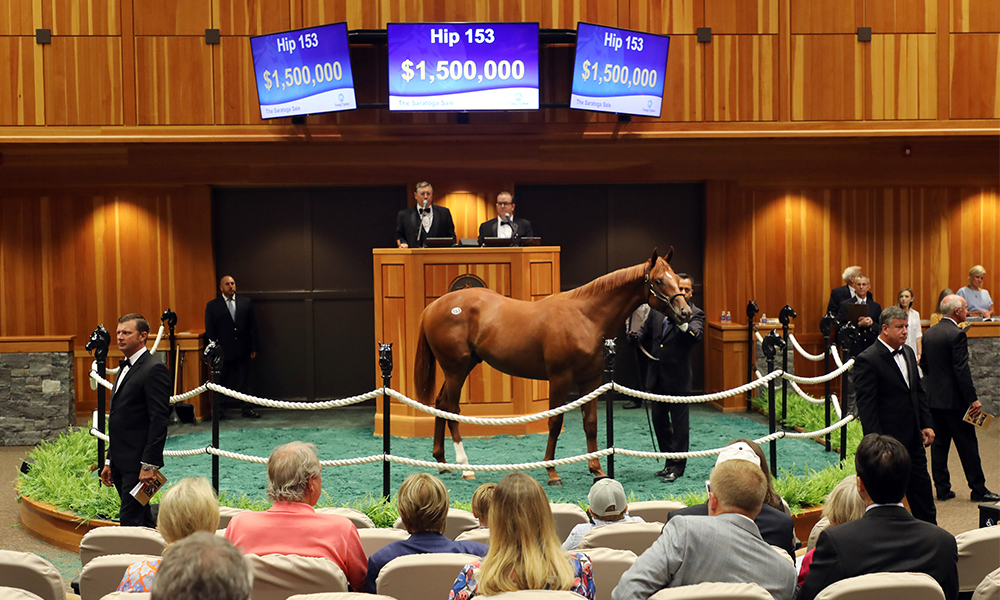 Hip 153
$1,500,000
The Saratoga Sale
Hip 153
$1,500,000
The Saratoga Sale
Hip 153
$1,500,000
The Saratoga Sale